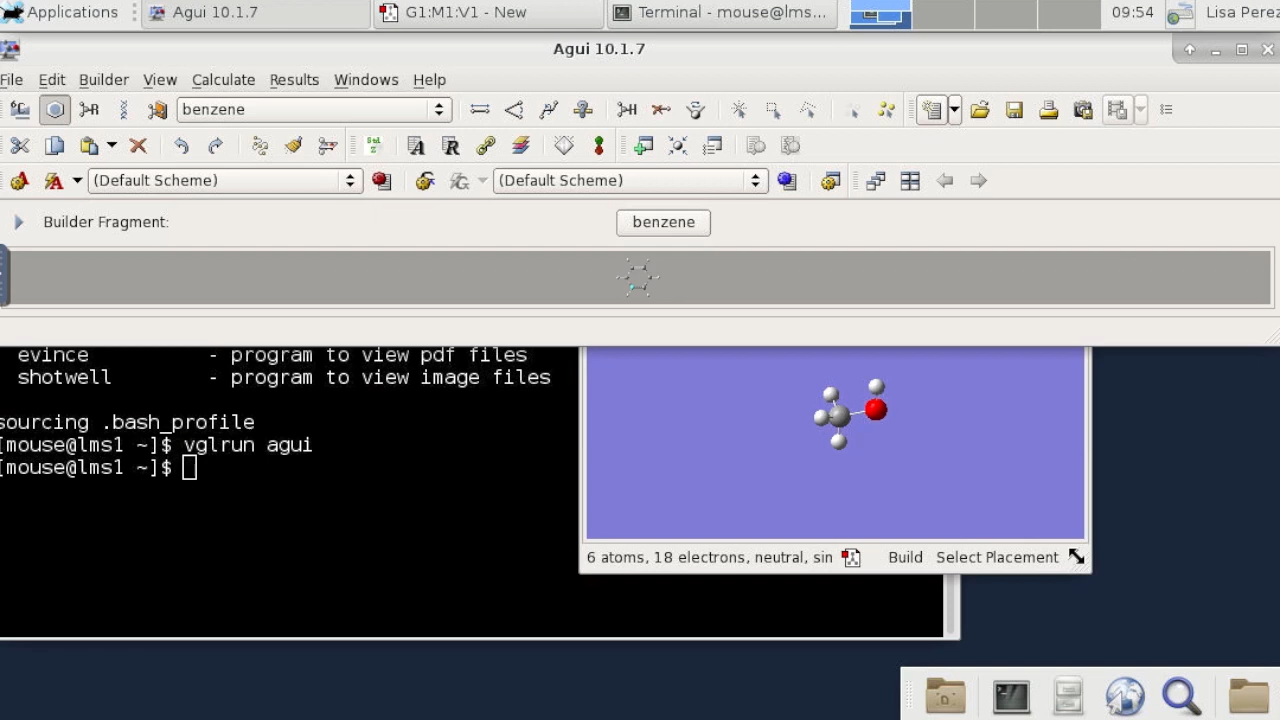 Applications Agui 10.1.7 G1:M1:V1 - New Terminal - mouse@lms... 09:54 Lisa Perez
Agui 10.1.7
File Edit Builder View Calculate Results Windows Help
benzene
(Default Scheme) (Default Scheme)
Builder Fragment: benzene
evince - program to view pdf files
shotwell - program to view image files
sourcing .bash_profile
[mouse@lms1 ~]$ vglrun agui
[mouse@lms1 ~]$
6 atoms, 18 electrons, neutral, sin Build Select Placement